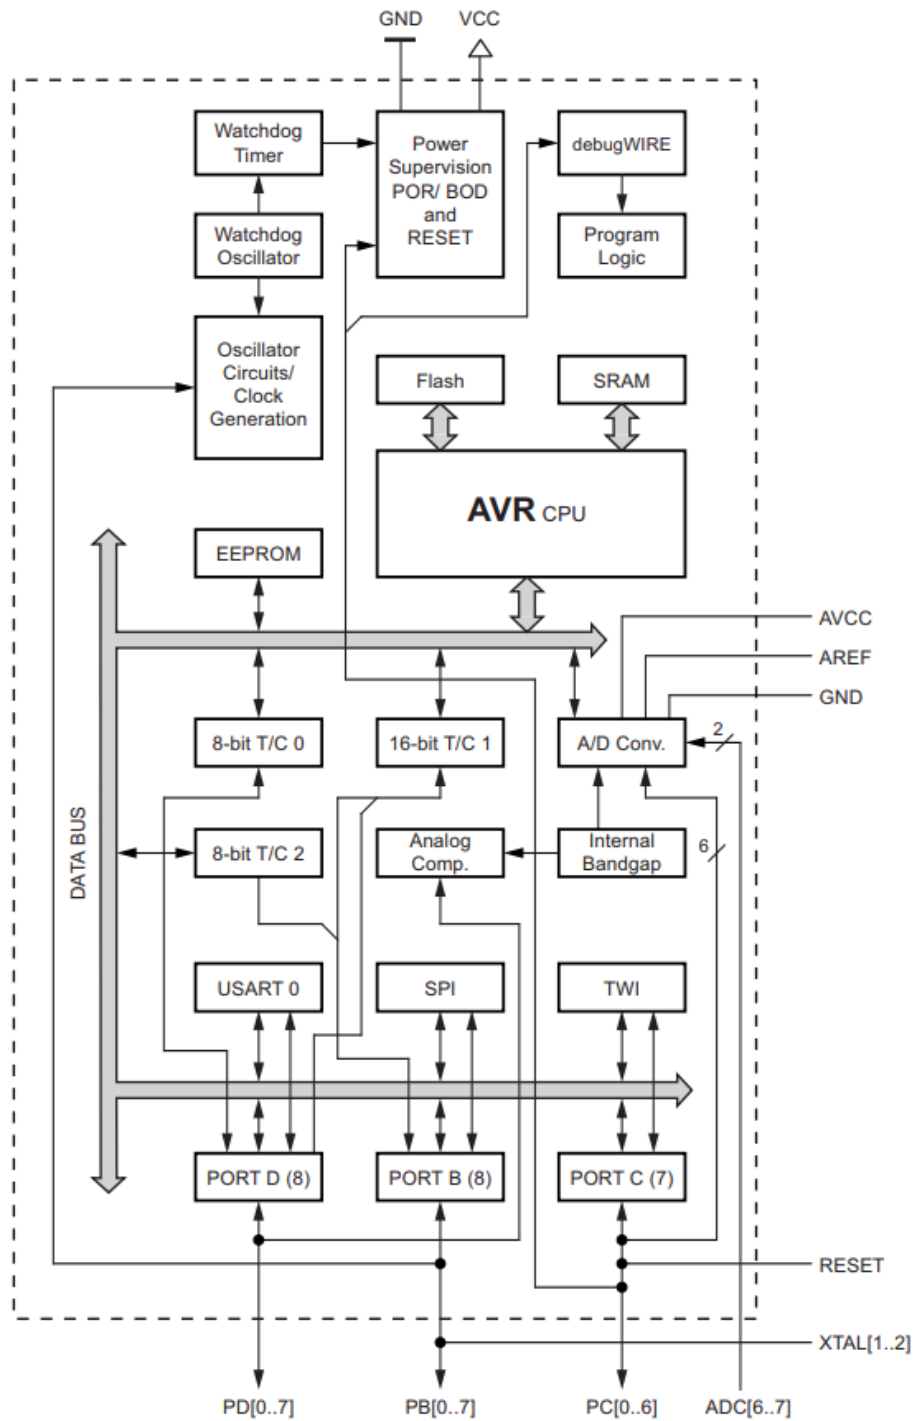 GND VCC
Watchdog
Timer
Power
Supervision
POR/ BOD
and
RESET
debugWIRE
Watchdog
Oscillator
Program
Logic
Oscillator
Circuits/
Clock
Generation
Flash
SRAM
AVR CPU
EEPROM
AVCC
AREF
GND
8-bit T/C 0
16-bit T/C 1
A/D Conv.
2
DATA BUS
8-bit T/C 2
Analog
Comp.
Internal
Bandgap
6
USART 0
SPI
TWI
PORT D (8)
PORT B (8)
PORT C (7)
RESET
XTAL[1..2]
PD[0..7]
PB[0..7]
PC[0..6]
ADC[6..7]